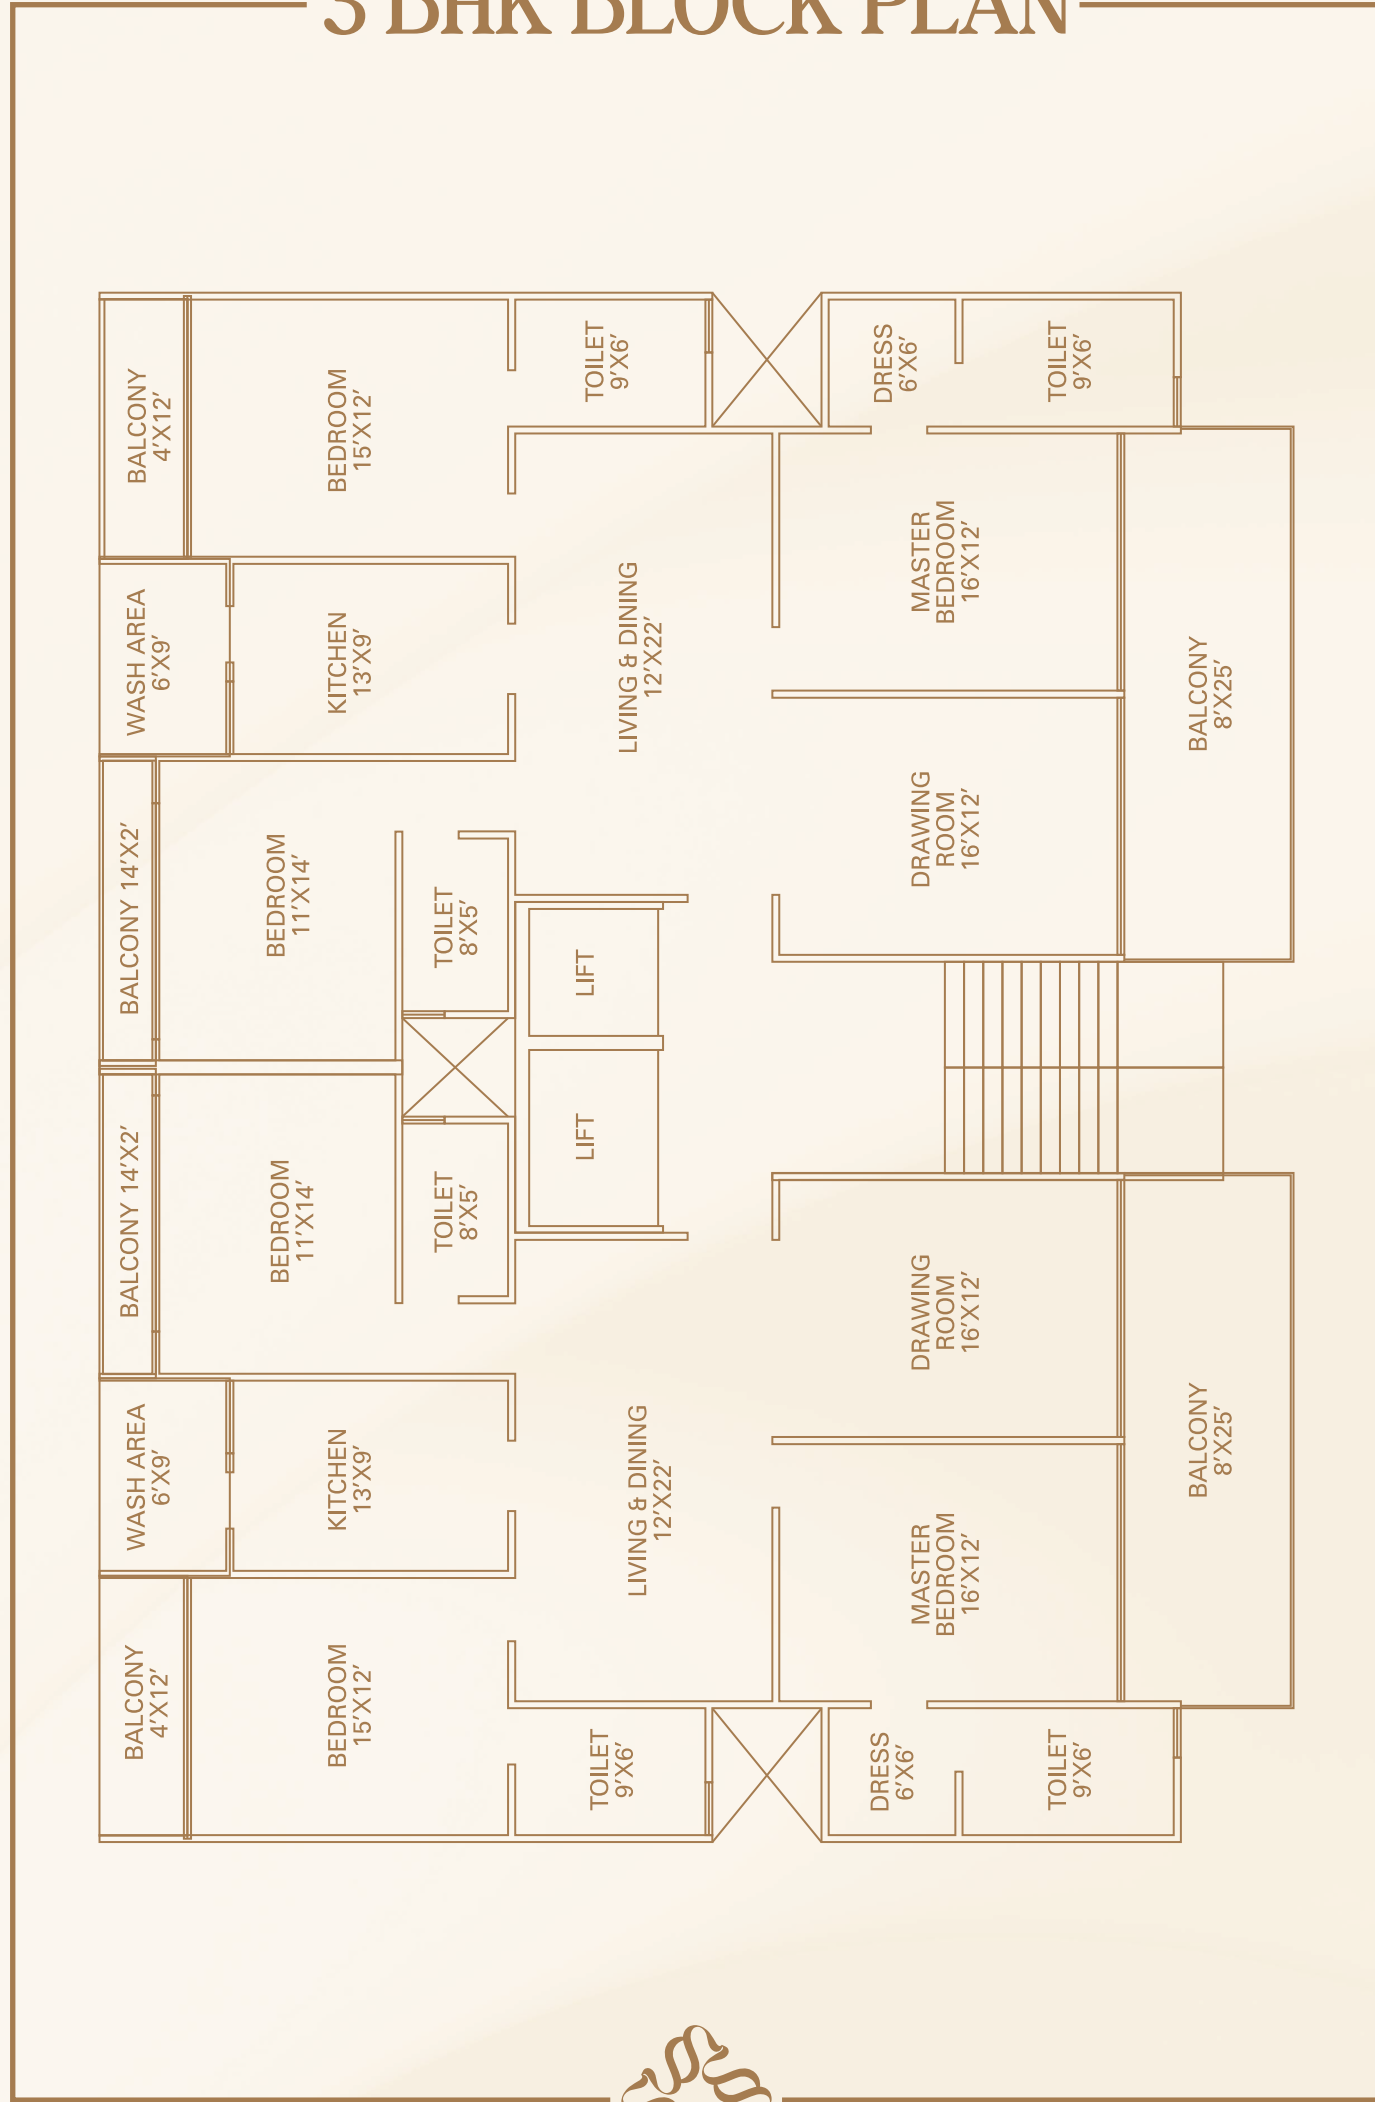 3 BHK BLOCK PLAN
BALCONY
4'X12'
BEDROOM
15'X12'
TOILET
9'X6'
DRESS
6'X6'
TOILET
9'X6'
WASH AREA
6'X9'
KITCHEN
13'X9'
LIVING & DINING
12'X22'
MASTER
BEDROOM
16'X12'
BALCONY
8'X25'
BALCONY 14'X2'
BEDROOM
11'X14'
TOILET
8'X5'
LIFT
DRAWING
ROOM
16'X12'
BALCONY 14'X2'
BEDROOM
11'X14'
TOILET
8'X5'
LIFT
DRAWING
ROOM
16'X12'
WASH AREA
6'X9'
KITCHEN
13'X9'
LIVING & DINING
12'X22'
MASTER
BEDROOM
16'X12'
BALCONY
8'X25'
BALCONY
4'X12'
BEDROOM
15'X12'
TOILET
9'X6'
DRESS
6'X6'
TOILET
9'X6'